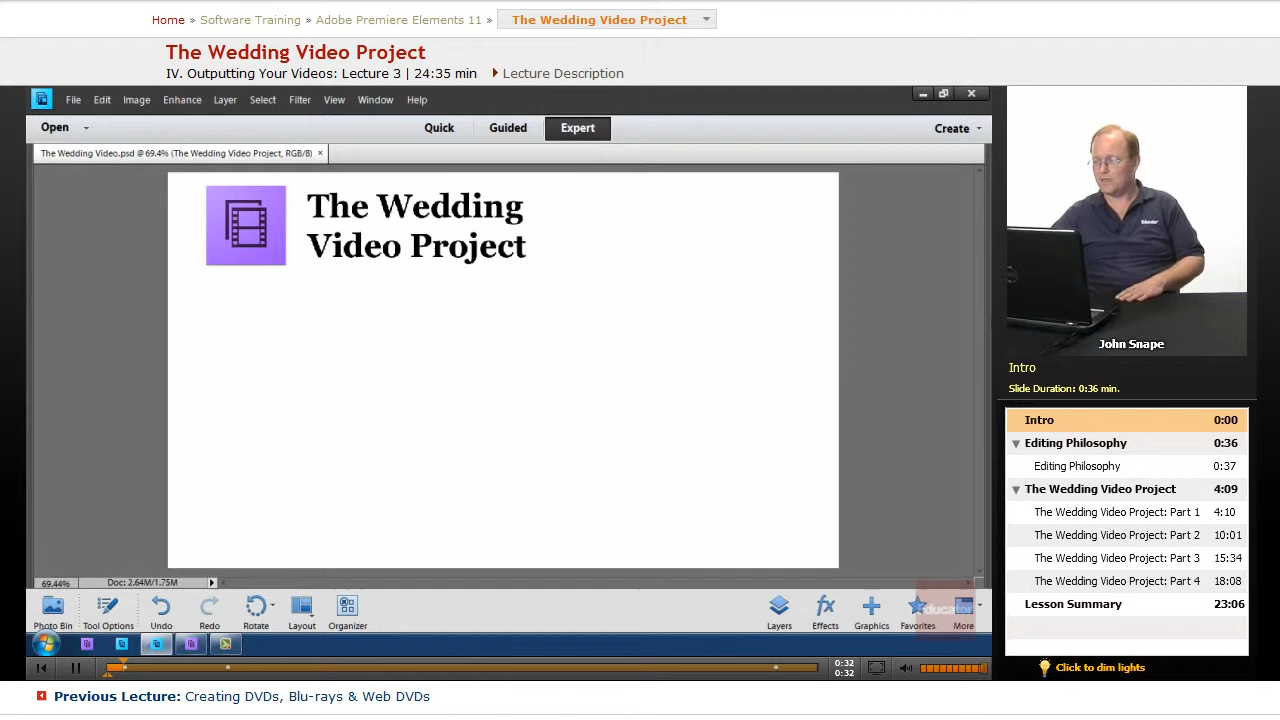 Home » Software Training » Adobe Premiere Elements 11 » The Wedding Video Project
The Wedding Video Project
IV. Outputting Your Videos: Lecture 3 | 24:35 min Lecture Description
File Edit Image Enhance Layer Select Filter View Window Help
Open Quick Guided Expert Create
The Wedding Video.psd @ 69.4% (The Wedding Video Project, RGB/8) ×
The Wedding
Video Project
69.44% Doc: 2.64M/1.75M
Photo Bin Tool Options Undo Redo Rotate Layout Organizer Layers Effects Graphics Favorites More
Educator
John Snape
Intro
Slide Duration: 0:36 min.
Intro 0:00
Editing Philosophy 0:36
Editing Philosophy 0:37
The Wedding Video Project 4:09
The Wedding Video Project: Part 1 4:10
The Wedding Video Project: Part 2 10:01
The Wedding Video Project: Part 3 15:34
The Wedding Video Project: Part 4 18:08
Lesson Summary 23:06
0:32
0:32
Click to dim lights
Previous Lecture: Creating DVDs, Blu-rays & Web DVDs